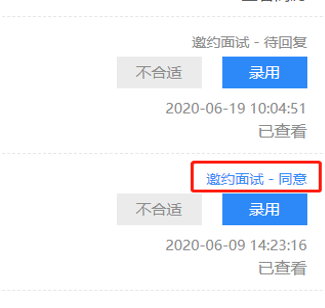 邀约面试 - 待回复
不合适
录用
2020-06-19 10:04:51
已查看
邀约面试 - 同意
不合适
录用
2020-06-09 14:23:16
已查看